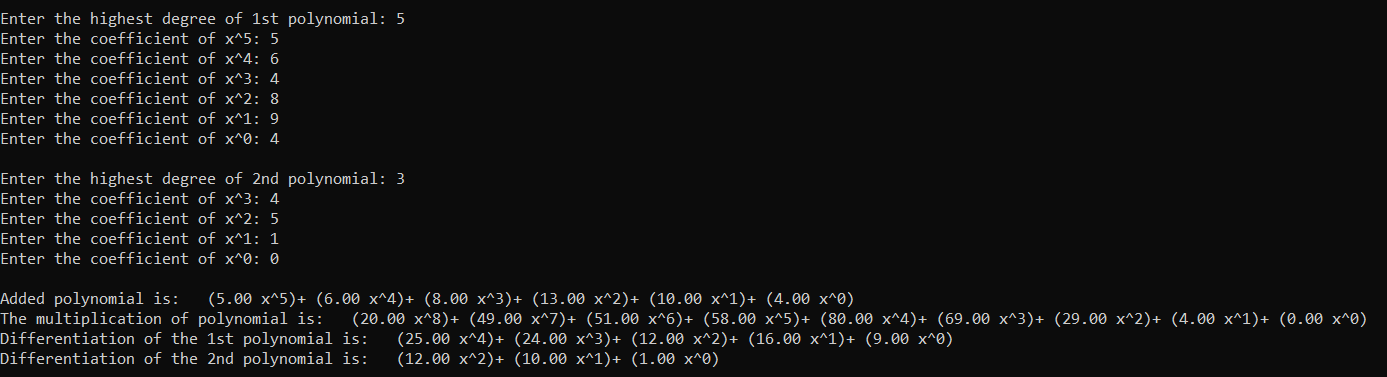 Enter the highest degree of 1st polynomial: 5
Enter the coefficient of x^5: 5
Enter the coefficient of x^4: 6
Enter the coefficient of x^3: 4
Enter the coefficient of x^2: 8
Enter the coefficient of x^1: 9
Enter the coefficient of x^0: 4
Enter the highest degree of 2nd polynomial: 3
Enter the coefficient of x^3: 4
Enter the coefficient of x^2: 5
Enter the coefficient of x^1: 1
Enter the coefficient of x^0: 0
Added polynomial is:   (5.00 x^5)+ (6.00 x^4)+ (8.00 x^3)+ (13.00 x^2)+ (10.00 x^1)+ (4.00 x^0)
The multiplication of polynomial is:   (20.00 x^8)+ (49.00 x^7)+ (51.00 x^6)+ (58.00 x^5)+ (80.00 x^4)+ (69.00 x^3)+ (29.00 x^2)+ (4.00 x^1)+ (0.00 x^0)
Differentiation of the 1st polynomial is:   (25.00 x^4)+ (24.00 x^3)+ (12.00 x^2)+ (16.00 x^1)+ (9.00 x^0)
Differentiation of the 2nd polynomial is:   (12.00 x^2)+ (10.00 x^1)+ (1.00 x^0)